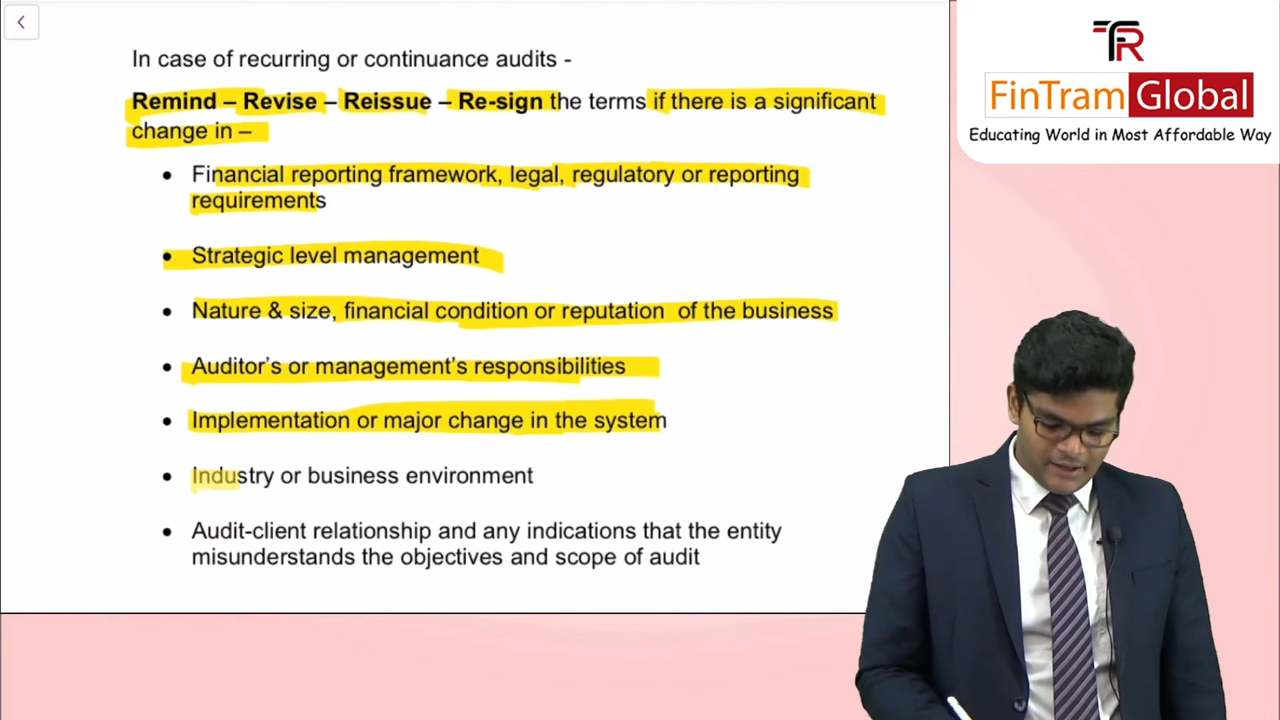 In case of recurring or continuance audits -
Remind – Revise – Reissue – Re-sign the terms if there is a significant
change in –
• Financial reporting framework, legal, regulatory or reporting
requirements
• Strategic level management
• Nature & size, financial condition or reputation of the business
• Auditor's or management's responsibilities
• Implementation or major change in the system
• Industry or business environment
• Audit-client relationship and any indications that the entity
misunderstands the objectives and scope of audit
FinTram Global
Educating World in Most Affordable Way